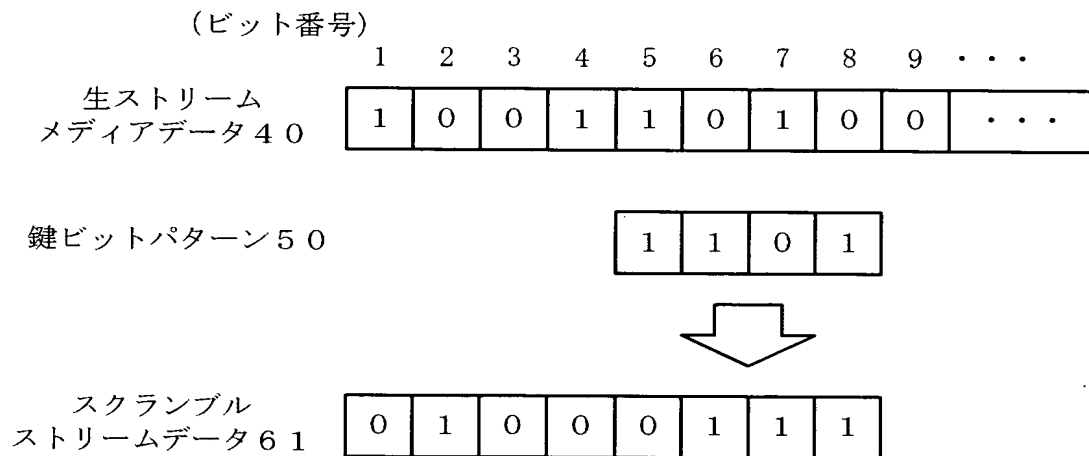 (ビット番号)
1 2 3 4 5 6 7 8 9 ・・・
生ストリーム
メディアデータ40
1 0 0 1 1 0 1 0 0 ・・・
鍵ビットパターン50
1 1 0 1
スクランブル
ストリームデータ61
0 1 0 0 0 1 1 1